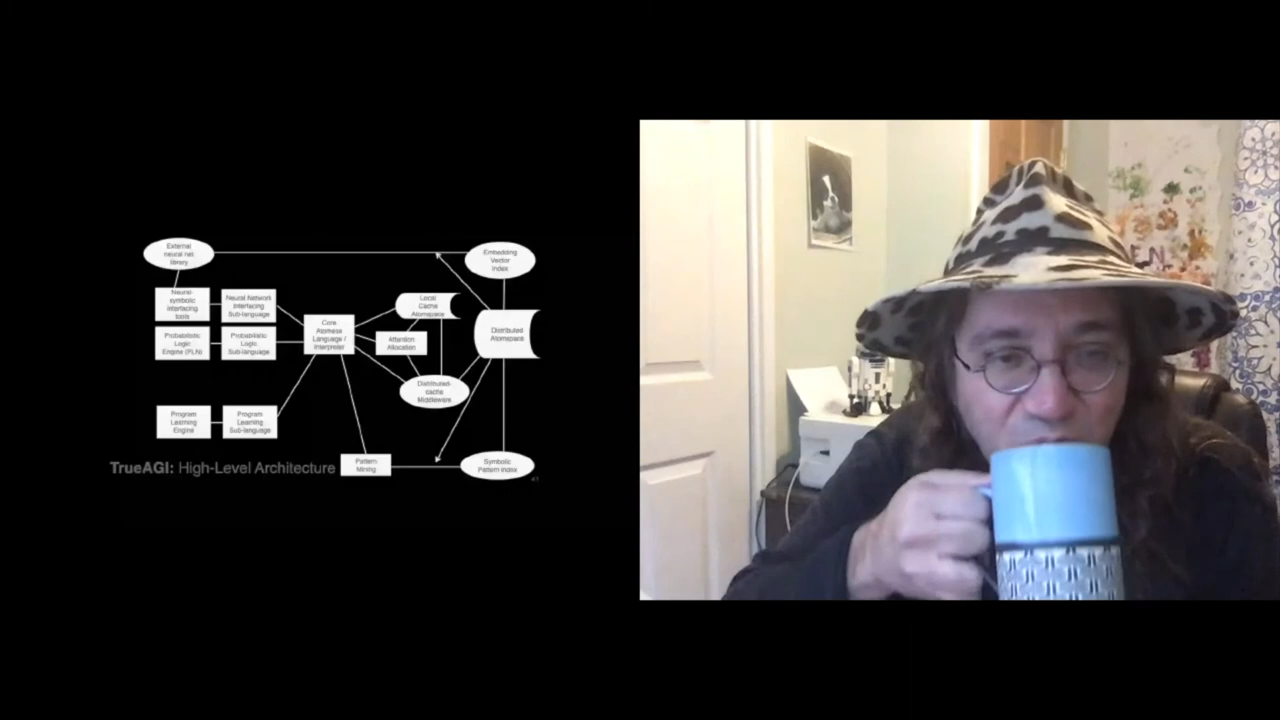 External
neural net
library
Embedding
Vector
Index
Neural-
symbolic
interfacing
tools
Neural Network
Interfacing
Sub-language
Local
Cache
Atomspace
Core
Atomese
Language /
Interpreter
Distributed
Atomspace
Probabilistic
Logic
Engine (PLN)
Probabilistic
Logic
Sub-language
Attention
Allocation
Distributed-
cache
Middleware
Program
Learning
Engine
Program
Learning
Sub-language
TrueAGI: High-Level Architecture
Pattern
Mining
Symbolic
Pattern Index